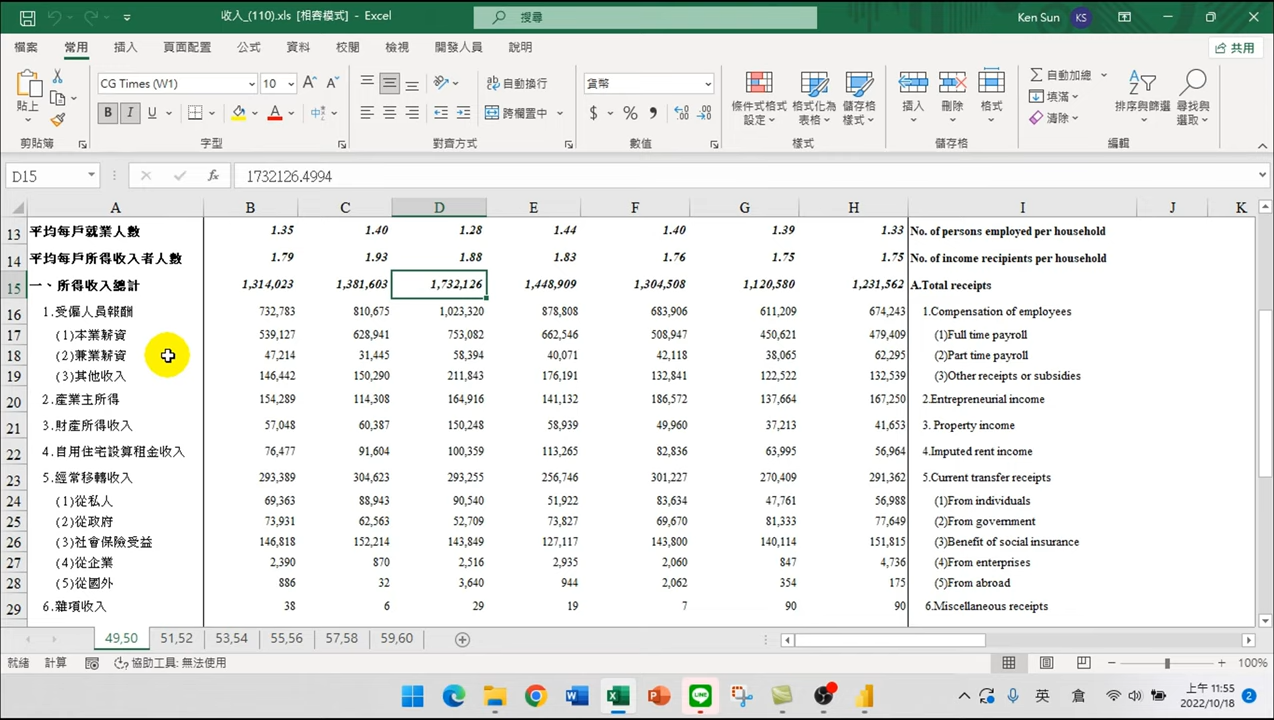 收入_(110).xls [相容模式] - Excel
搜尋
Ken Sun KS
檔案 常用 插入 頁面配置 公式 資料 校閱 檢視 開發人員 說明 共用
貼上 CG Times (W1) 10 自動換行 貨幣 條件式格式設定 格式化為表格 儲存格樣式 插入 刪除 格式 自動加總 填滿 清除 排序與篩選 尋找與選取
B I U 跨欄置中 $ %
剪貼簿 字型 對齊方式 數值 樣式 儲存格 編輯
D15 fx 1732126.4994
A B C D E F G H I J K
13 平均每戶就業人數 1.35 1.40 1.28 1.44 1.40 1.39 1.33 No. of persons employed per household
14 平均每戶所得收入者人數 1.79 1.93 1.88 1.83 1.76 1.75 1.75 No. of income recipients per household
15 一、所得收入總計 1,314,023 1,381,603 1,732,126 1,448,909 1,304,508 1,120,580 1,231,562 A.Total receipts
16 1.受僱人員報酬 732,783 810,675 1,023,320 878,808 683,906 611,209 674,243 1.Compensation of employees
17 (1)本業薪資 539,127 628,941 753,082 662,546 508,947 450,621 479,409 (1)Full time payroll
18 (2)兼業薪資 47,214 31,445 58,394 40,071 42,118 38,065 62,295 (2)Part time payroll
19 (3)其他收入 146,442 150,290 211,843 176,191 132,841 122,522 132,539 (3)Other receipts or subsidies
20 2.產業主所得 154,289 114,308 164,916 141,132 186,572 137,664 167,250 2.Entrepreneurial income
21 3.財產所得收入 57,048 60,387 150,248 58,939 49,960 37,213 41,653 3. Property income
22 4.自用住宅設算租金收入 76,477 91,604 100,359 113,265 82,836 63,995 56,964 4.Imputed rent income
23 5.經常移轉收入 293,389 304,623 293,255 256,746 301,227 270,409 291,362 5.Current transfer receipts
24 (1)從私人 69,363 88,943 90,540 51,922 83,634 47,761 56,988 (1)From individuals
25 (2)從政府 73,931 62,563 52,709 73,827 69,670 81,333 77,649 (2)From government
26 (3)社會保險受益 146,818 152,214 143,849 127,117 143,800 140,114 151,815 (3)Benefit of social insurance
27 (4)從企業 2,390 870 2,516 2,935 2,060 847 4,736 (4)From enterprises
28 (5)從國外 886 32 3,640 944 2,062 354 175 (5)From abroad
29 6.雜項收入 38 6 29 19 7 90 90 6.Miscellaneous receipts
49,50 51,52 53,54 55,56 57,58 59,60
就緒 計算 協助工具: 無法使用 100%
英 倉 上午 11:55
2022/10/18 2